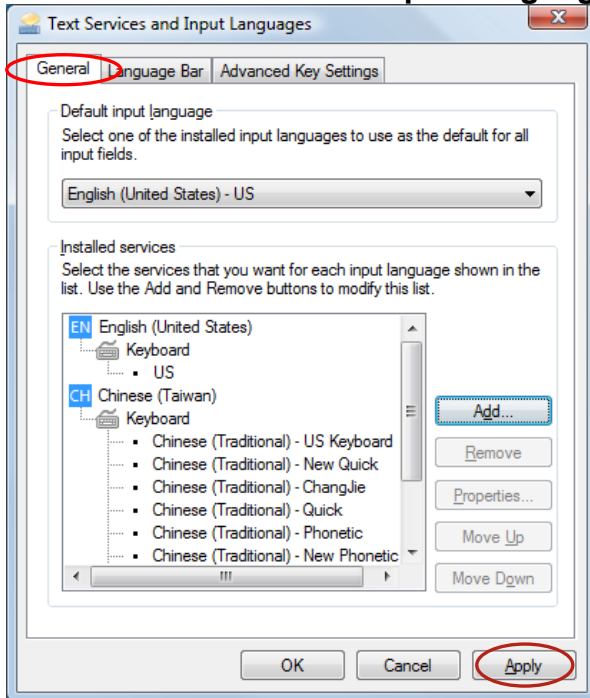 Text Services and Input Languages
General Language Bar Advanced Key Settings
Default input language
Select one of the installed input languages to use as the default for all
input fields.
English (United States) - US
Installed services
Select the services that you want for each input language shown in the
list. Use the Add and Remove buttons to modify this list.
EN English (United States)
Keyboard
US
CH Chinese (Taiwan)
Keyboard
Chinese (Traditional) - US Keyboard
Chinese (Traditional) - New Quick
Chinese (Traditional) - ChangJie
Chinese (Traditional) - Quick
Chinese (Traditional) - Phonetic
Chinese (Traditional) - New Phonetic
Add...
Remove
Properties...
Move Up
Move Down
OK Cancel Apply